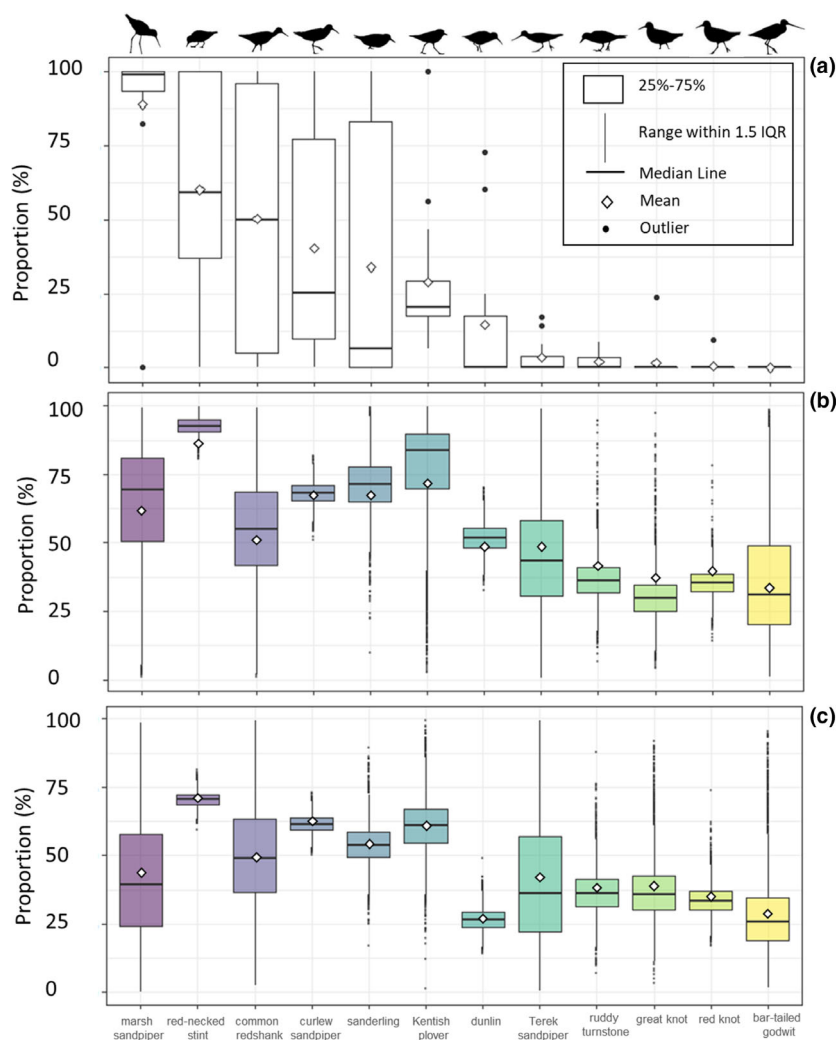 (a)
100
75
50
25
0
Proportion (%)
25%-75%
Range within 1.5 IQR
Median Line
Mean
Outlier
(b)
100
75
50
25
0
Proportion (%)
(c)
100
75
50
25
0
Proportion (%)
marsh sandpiper
red-necked stint
common redshank
curlew sandpiper
sanderling
Kentish plover
dunlin
Terek sandpiper
ruddy turnstone
great knot
red knot
bar-tailed godwit